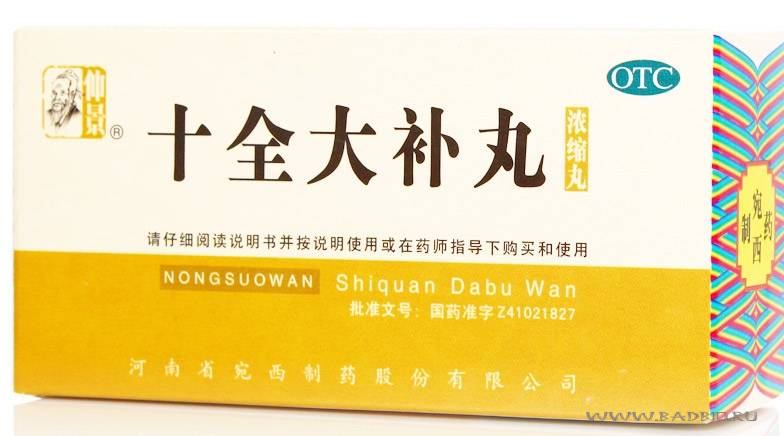 仲景
®
OTC
十全大补丸
浓缩丸
请仔细阅读说明书并按说明使用或在药师指导下购买和使用
NONGSUOWAN Shiquan Dabu Wan
批准文号：国药准字Z41021827
河南省宛西制药股份有限公司
宛西
制药
WWW.BADBIO.RU